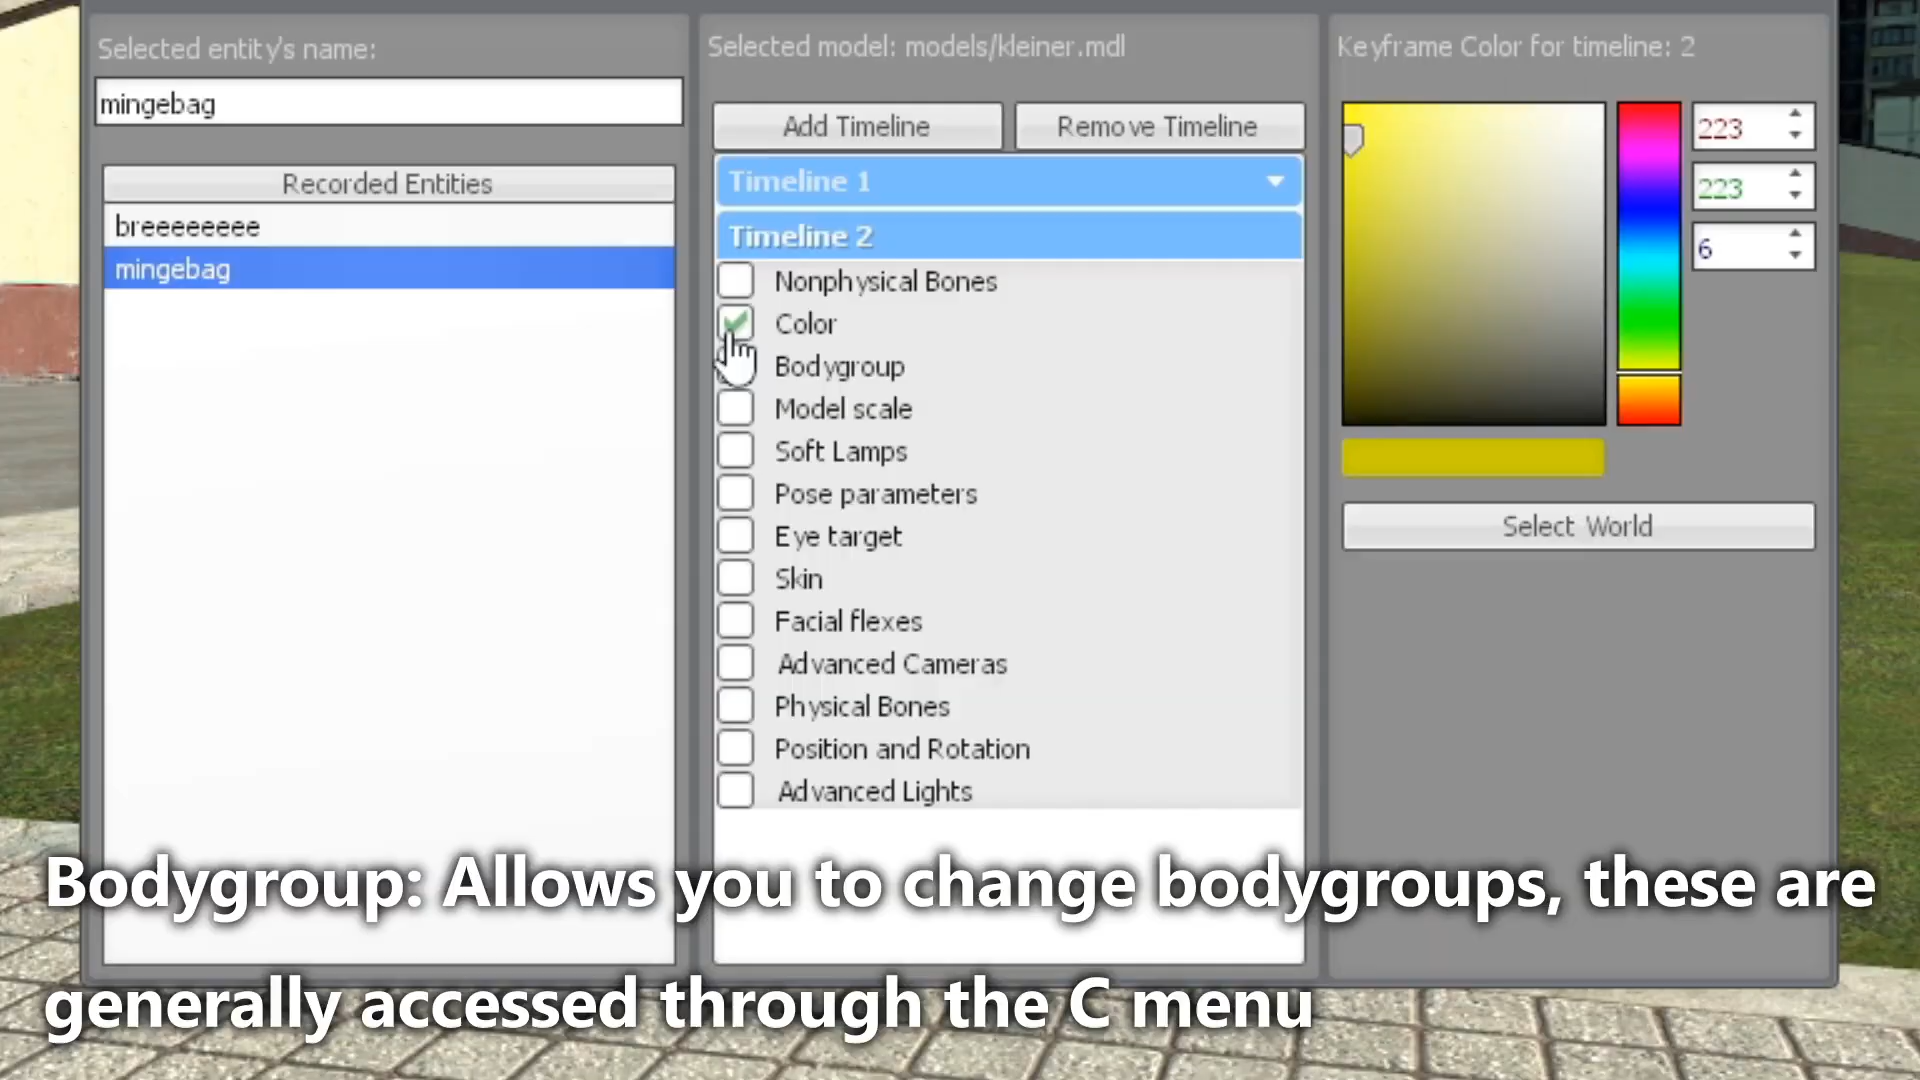 Selected entity's name:
mingebag
Recorded Entities
breeeeeeee
mingebag
Selected model: models/kleiner.mdl
Add Timeline
Remove Timeline
Timeline 1
Timeline 2
Nonphysical Bones
Color
Bodygroup
Model scale
Soft Lamps
Pose parameters
Eye target
Skin
Facial flexes
Advanced Cameras
Physical Bones
Position and Rotation
Advanced Lights
Keyframe Color for timeline: 2
223
223
6
Select World
Bodygroup: Allows you to change bodygroups, these are
generally accessed through the C menu